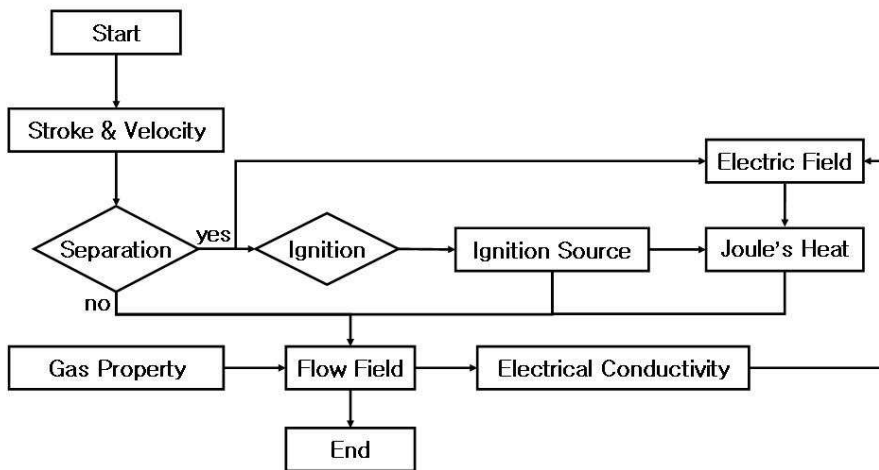 Start
Stroke & Velocity
Electric Field
Separation
yes
Ignition
Ignition Source
Joule's Heat
no
Gas Property
Flow Field
Electrical Conductivity
End